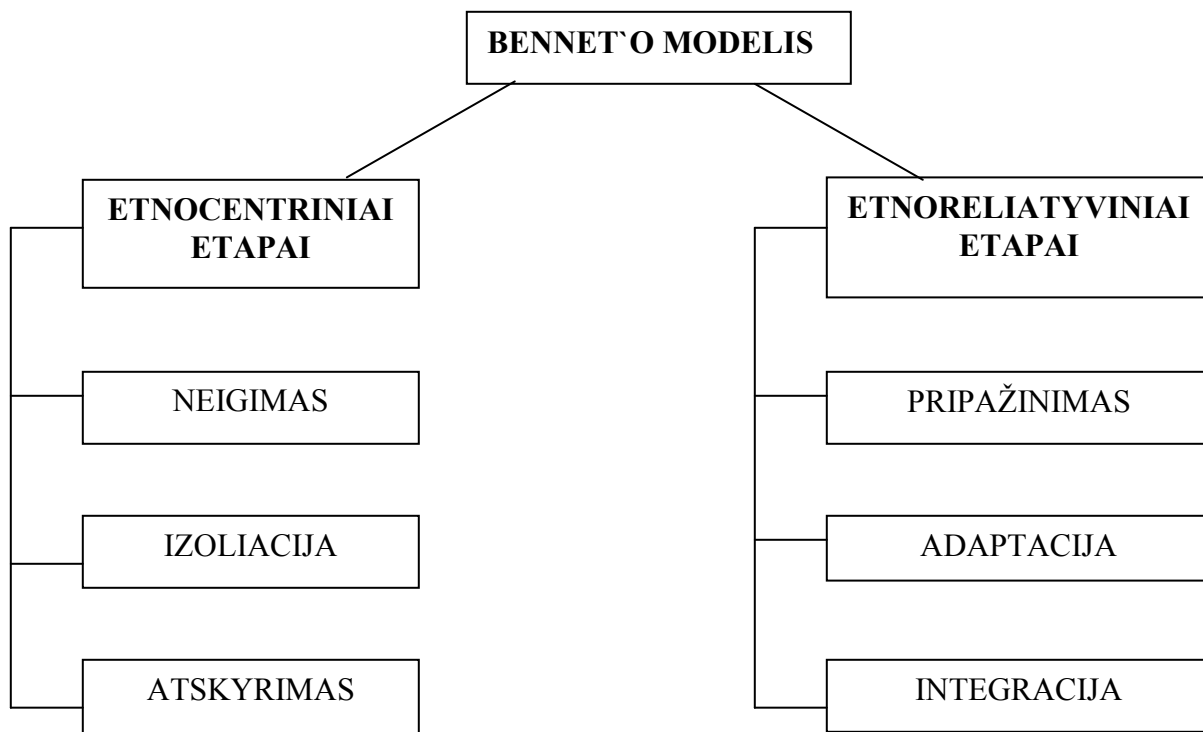 BENNET`O MODELIS
ETNOCENTRINIAI
ETAPAI
NEIGIMAS
IZOLIACIJA
ATSKYRIMAS
ETNORELIATYVINIAI
ETAPAI
PRIPAŽINIMAS
ADAPTACIJA
INTEGRACIJA